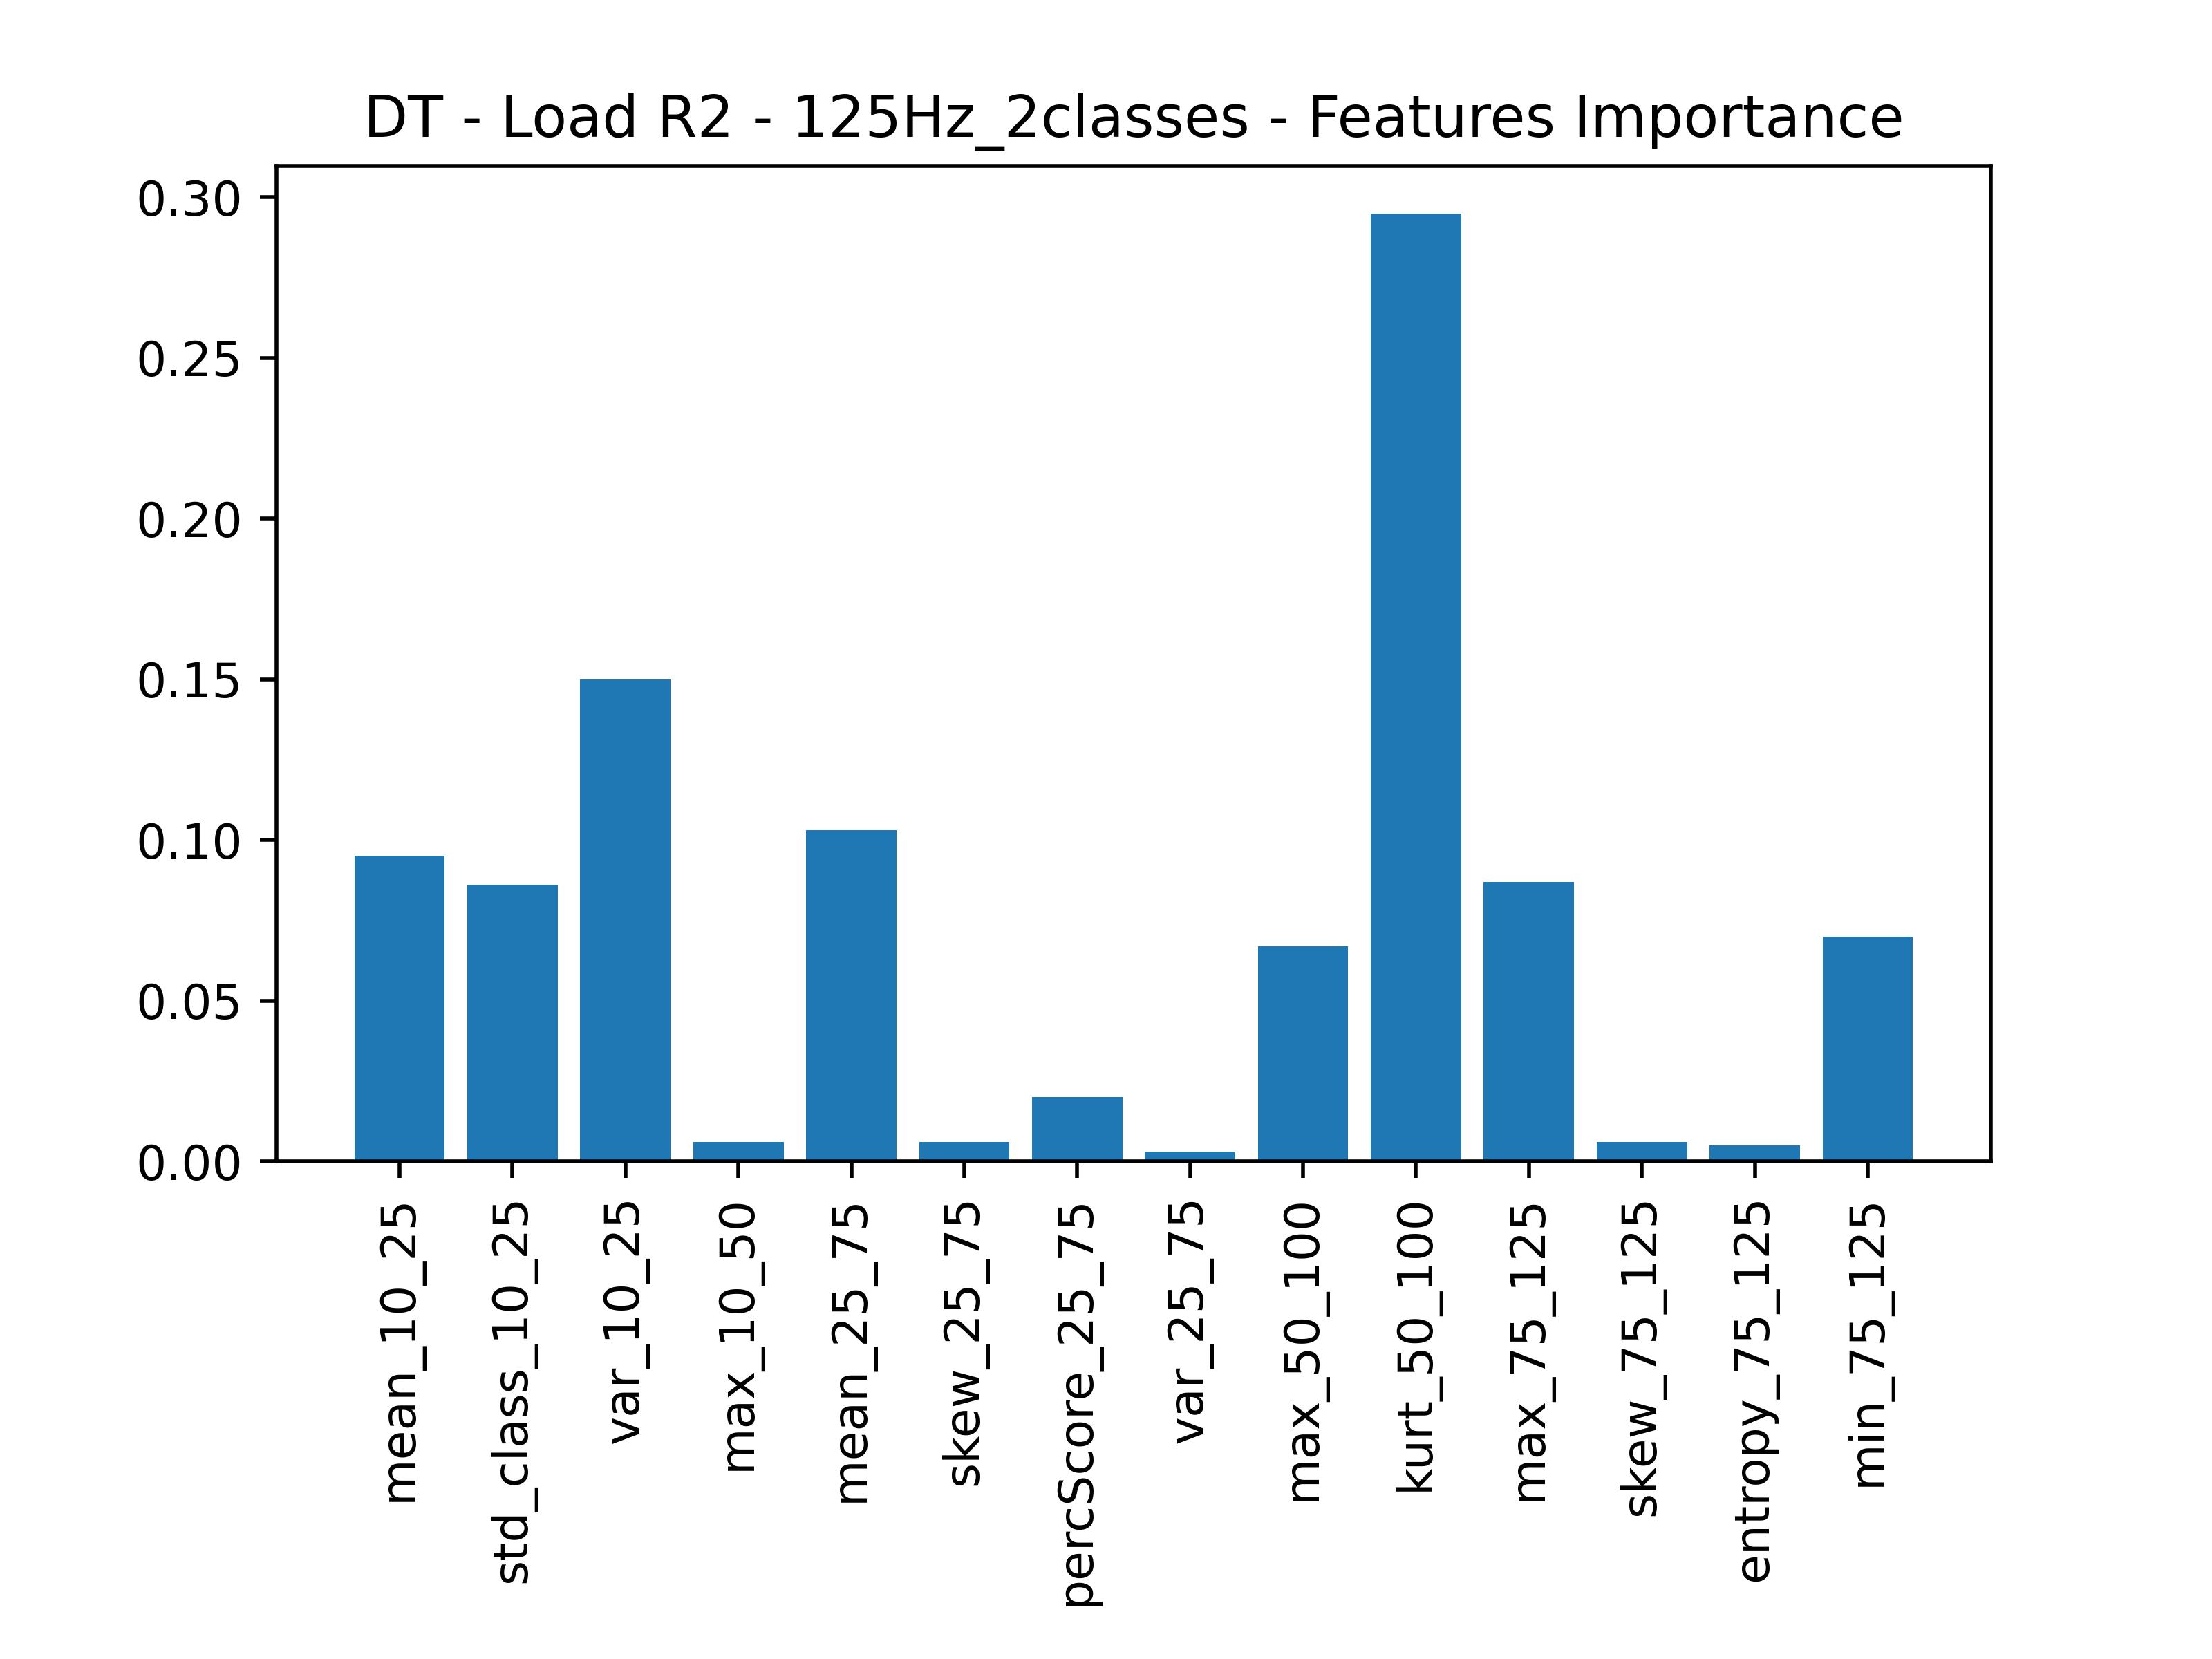 DT - Load R2 - 125Hz_2classes - Features Importance
0.30
0.25
0.20
0.15
0.10
0.05
0.00
mean_10_25
std_class_10_25
var_10_25
max_10_50
mean_25_75
skew_25_75
percScore_25_75
var_25_75
max_50_100
kurt_50_100
max_75_125
skew_75_125
entropy_75_125
min_75_125